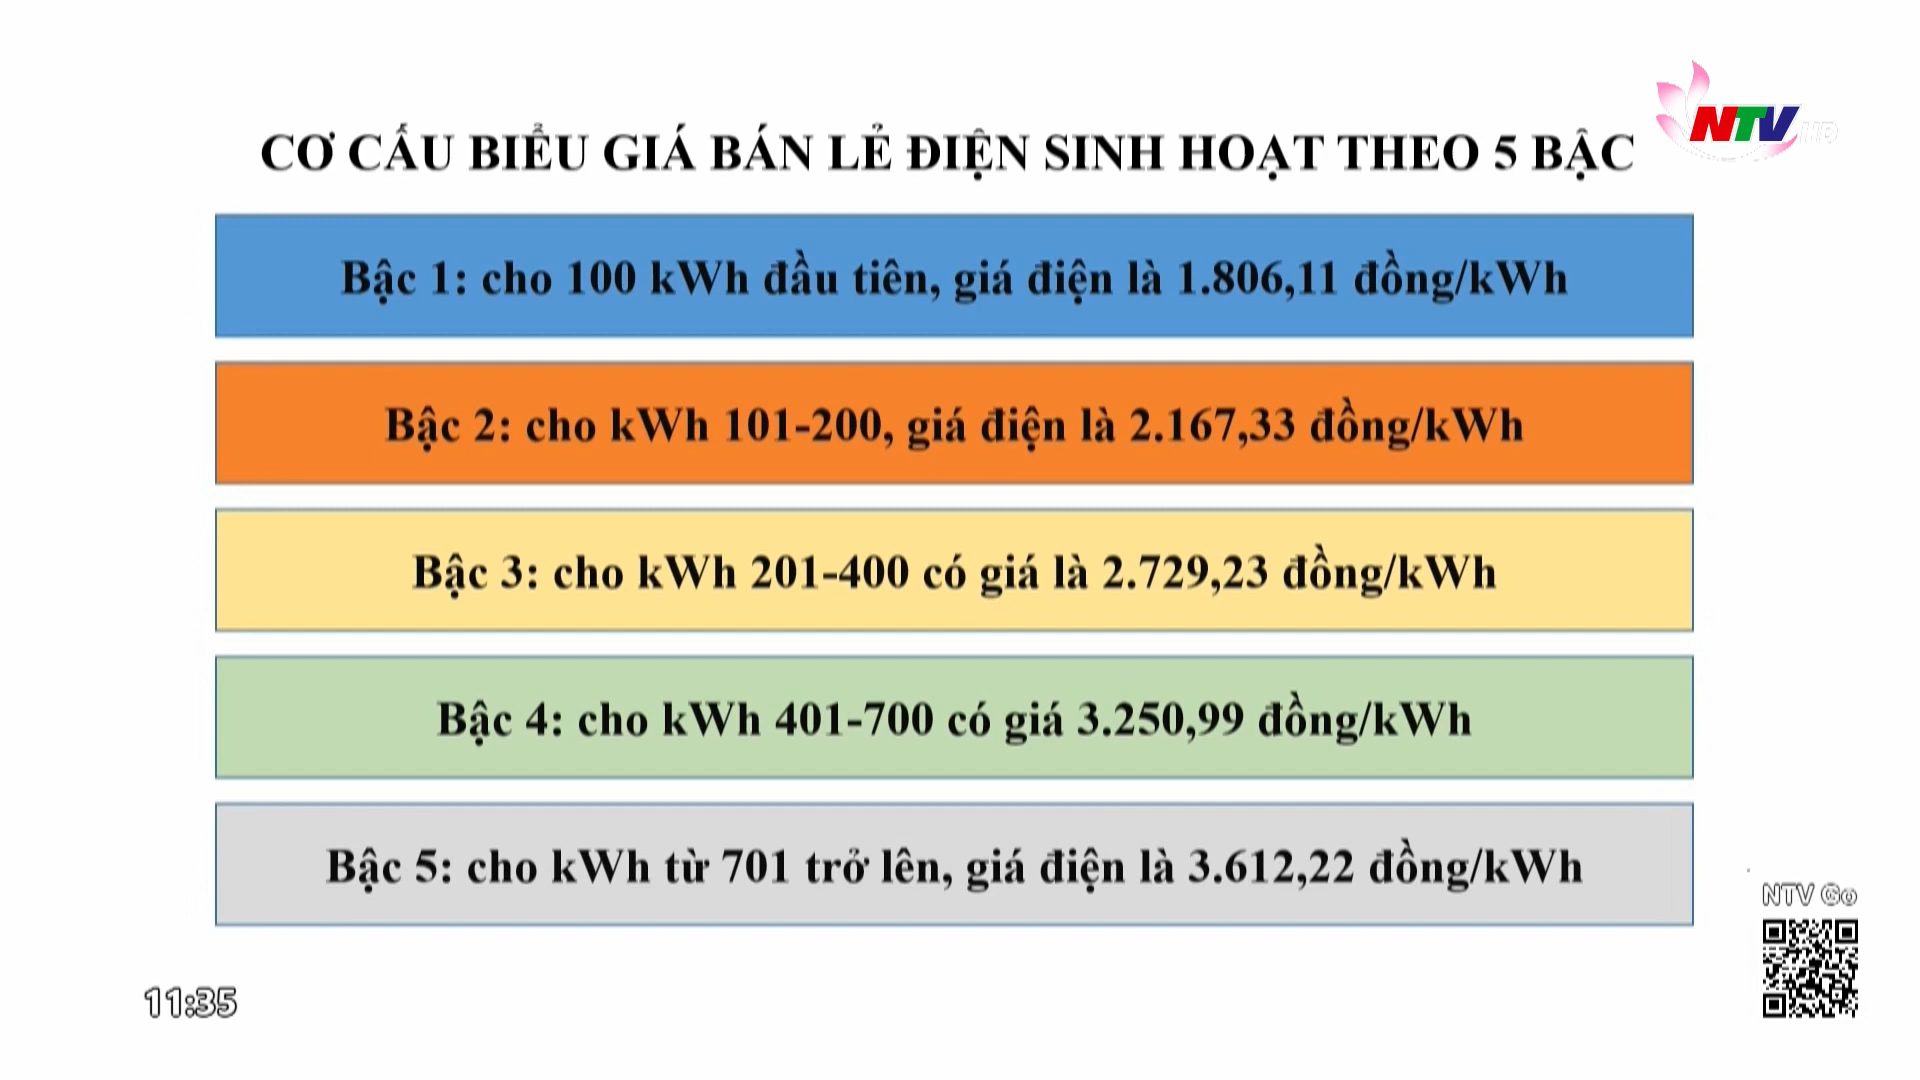 NTV HD
CƠ CẤU BIỂU GIÁ BÁN LẺ ĐIỆN SINH HOẠT THEO 5 BẬC
Bậc 1: cho 100 kWh đầu tiên, giá điện là 1.806,11 đồng/kWh
Bậc 2: cho kWh 101-200, giá điện là 2.167,33 đồng/kWh
Bậc 3: cho kWh 201-400 có giá là 2.729,23 đồng/kWh
Bậc 4: cho kWh 401-700 có giá 3.250,99 đồng/kWh
Bậc 5: cho kWh từ 701 trở lên, giá điện là 3.612,22 đồng/kWh
NTV Go
11:35